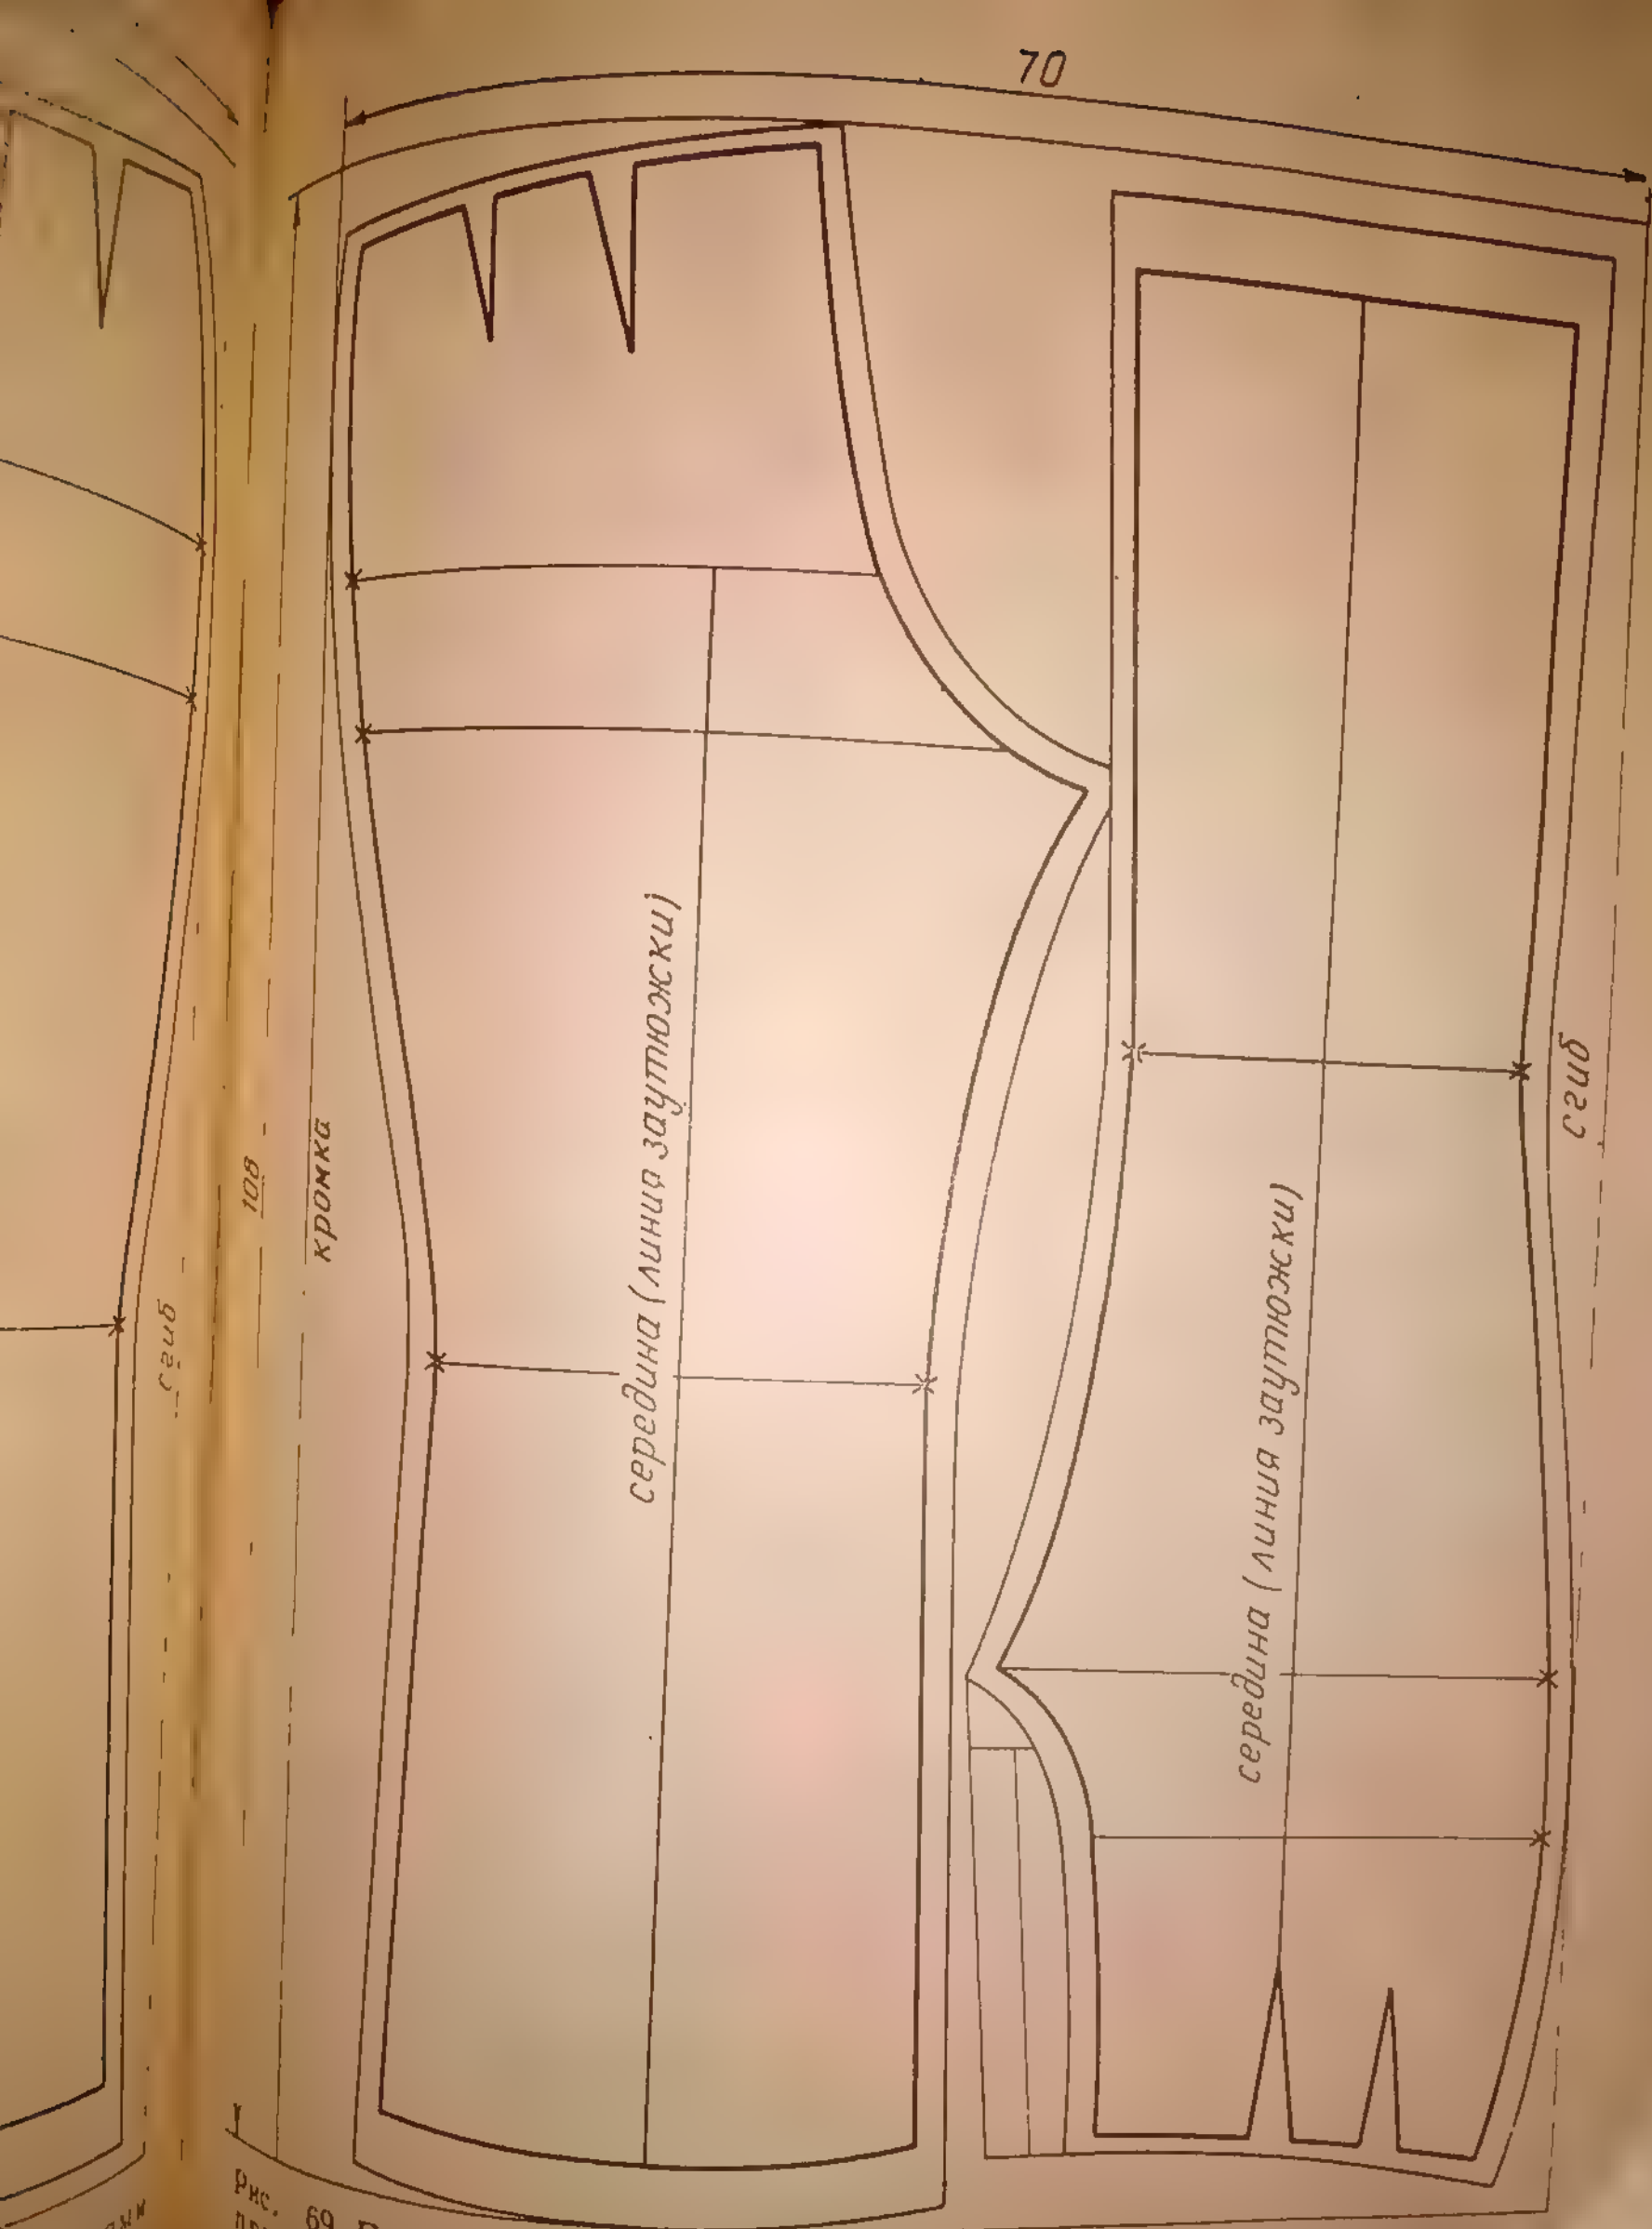 70
сгиб
108
кромка
середина (линия заутюжки)
середина (линия заутюжки)
сгиб
Рис. 69